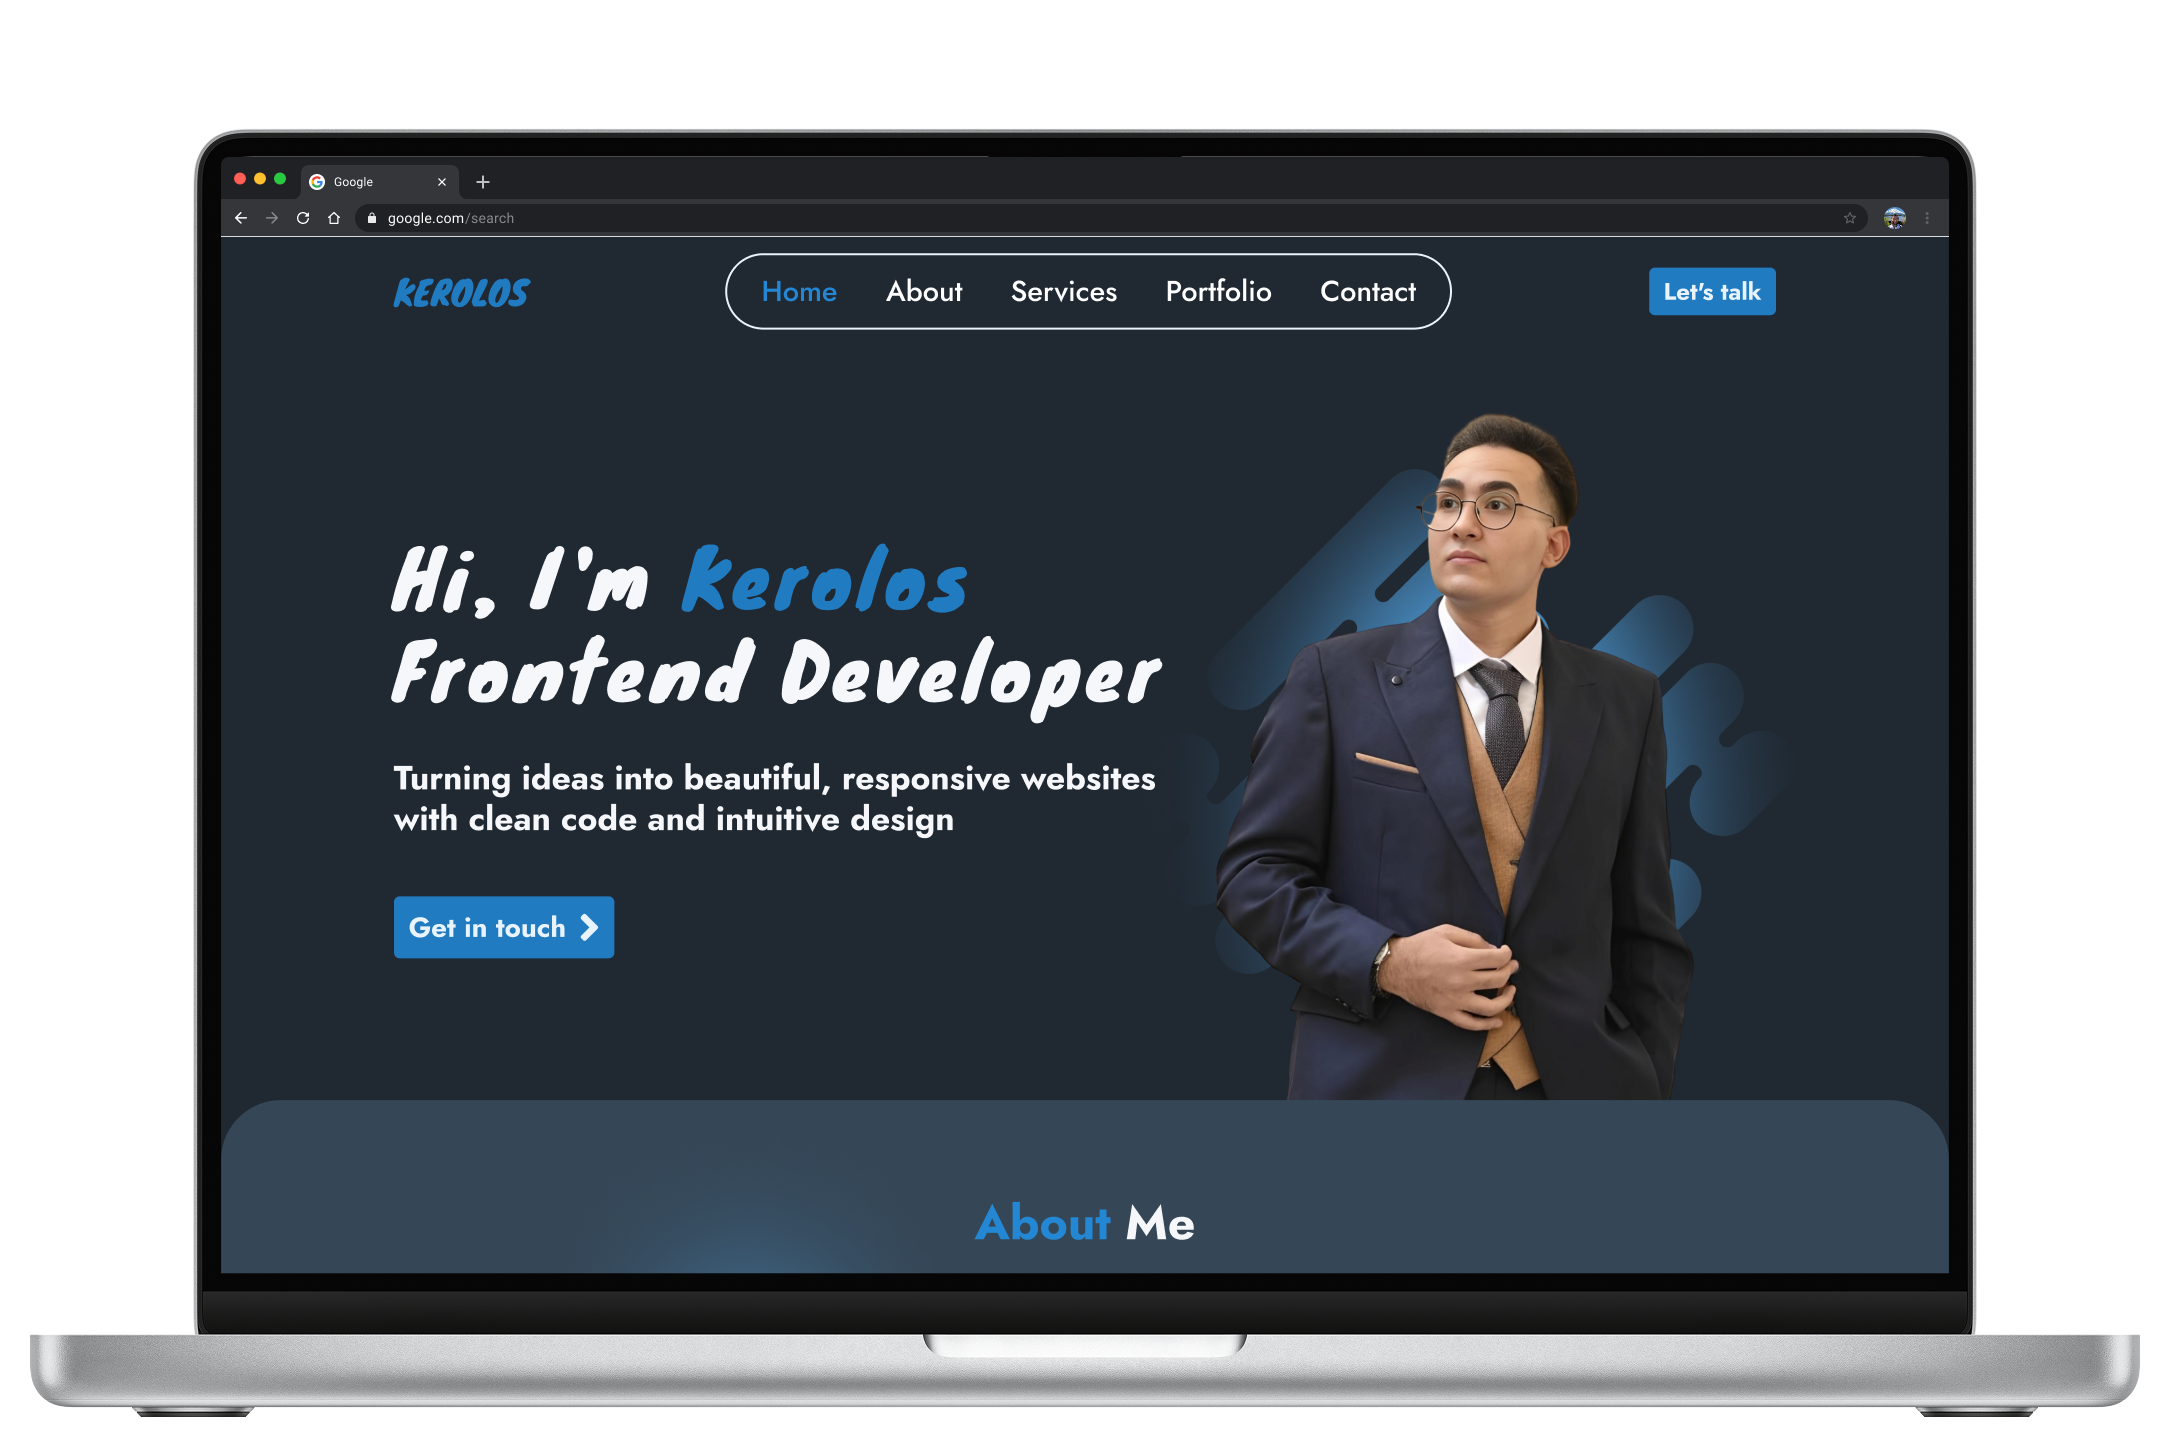 Google
google.com/search
KEROLOS
Home About Services Portfolio Contact
Let's talk
Hi, I'm Kerolos
Frontend Developer
Turning ideas into beautiful, responsive websites
with clean code and intuitive design
Get in touch
About Me